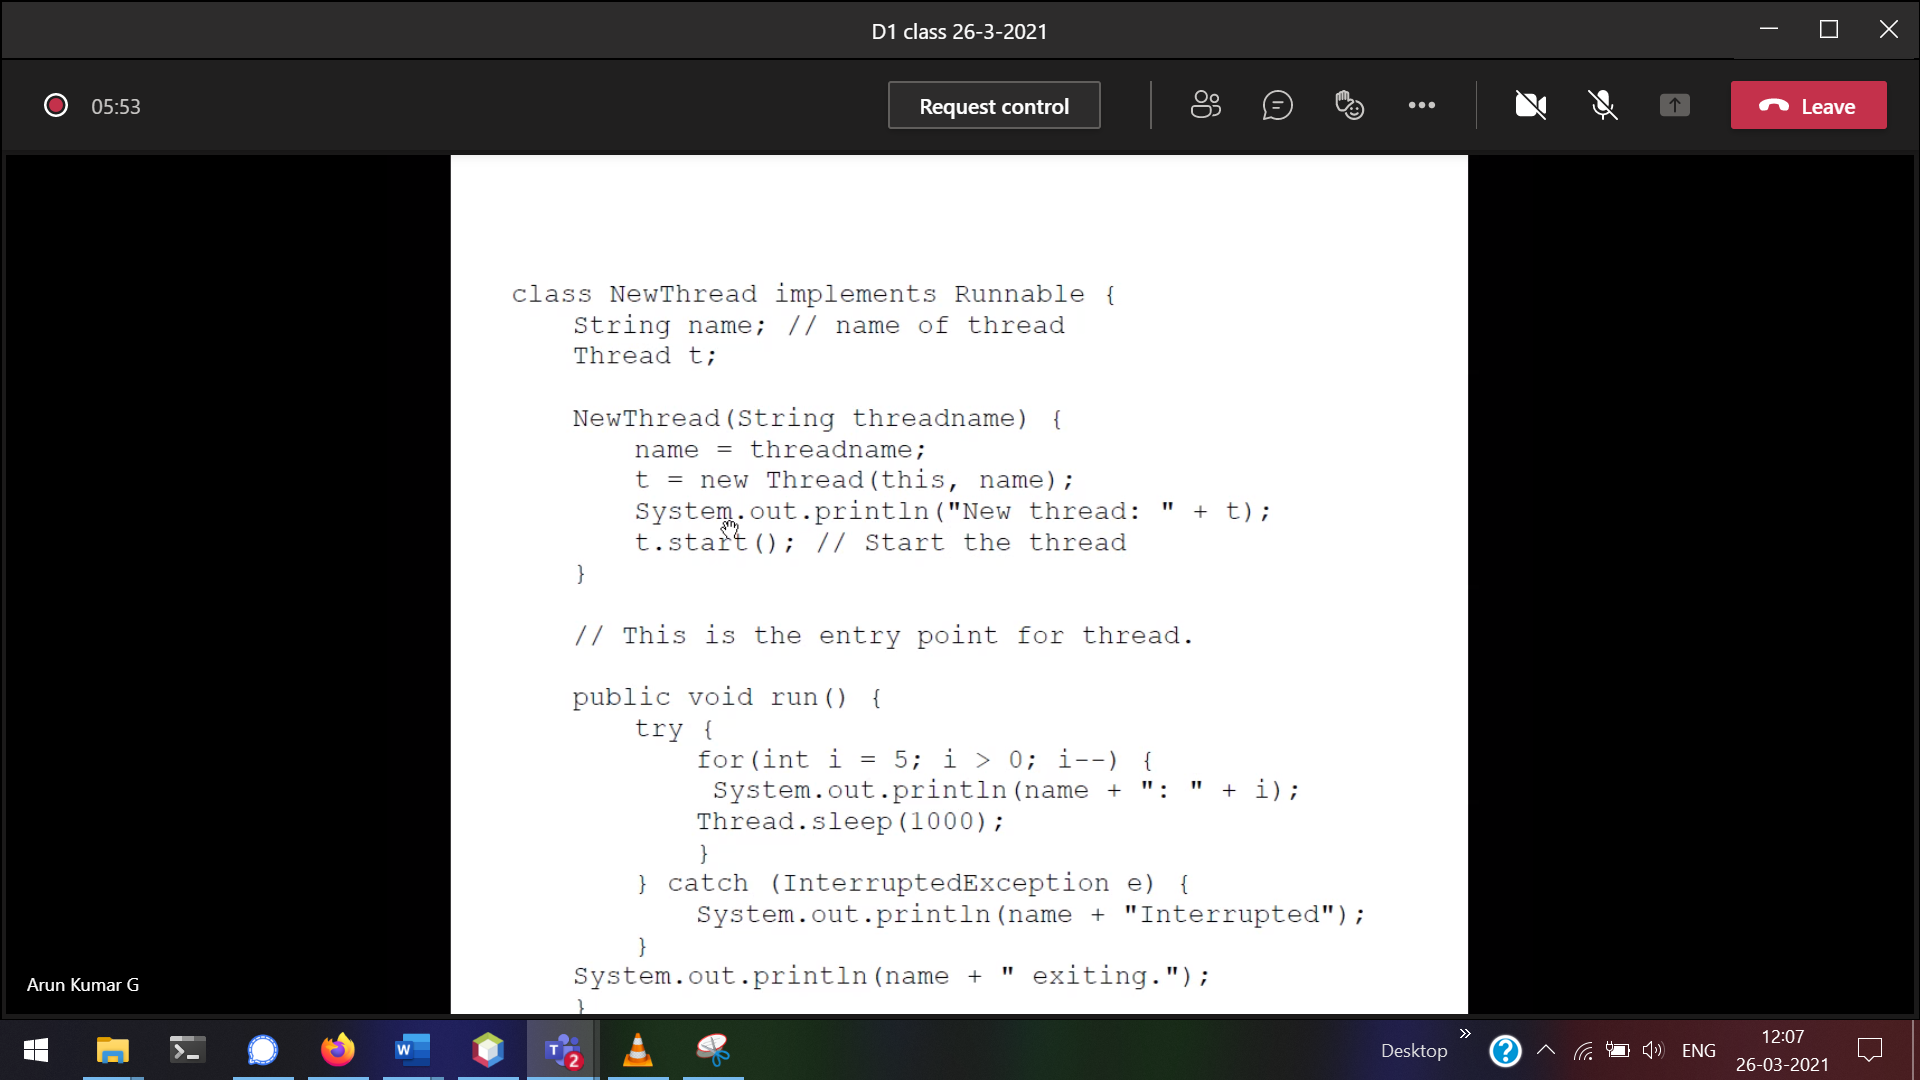 D1 class 26-3-2021
05:53
Request control
Leave
class NewThread implements Runnable {
String name; // name of thread
Thread t;
NewThread(String threadname) {
name = threadname;
t = new Thread(this, name);
System.out.println("New thread: " + t);
t.start(); // Start the thread
}
// This is the entry point for thread.
public void run() {
try {
for(int i = 5; i > 0; i--) {
System.out.println(name + ": " + i);
Thread.sleep(1000);
}
} catch (InterruptedException e) {
System.out.println(name + "Interrupted");
}
System.out.println(name + " exiting.");
}
Arun Kumar G
W
T
2
Desktop
»
?
ENG
12:07
26-03-2021